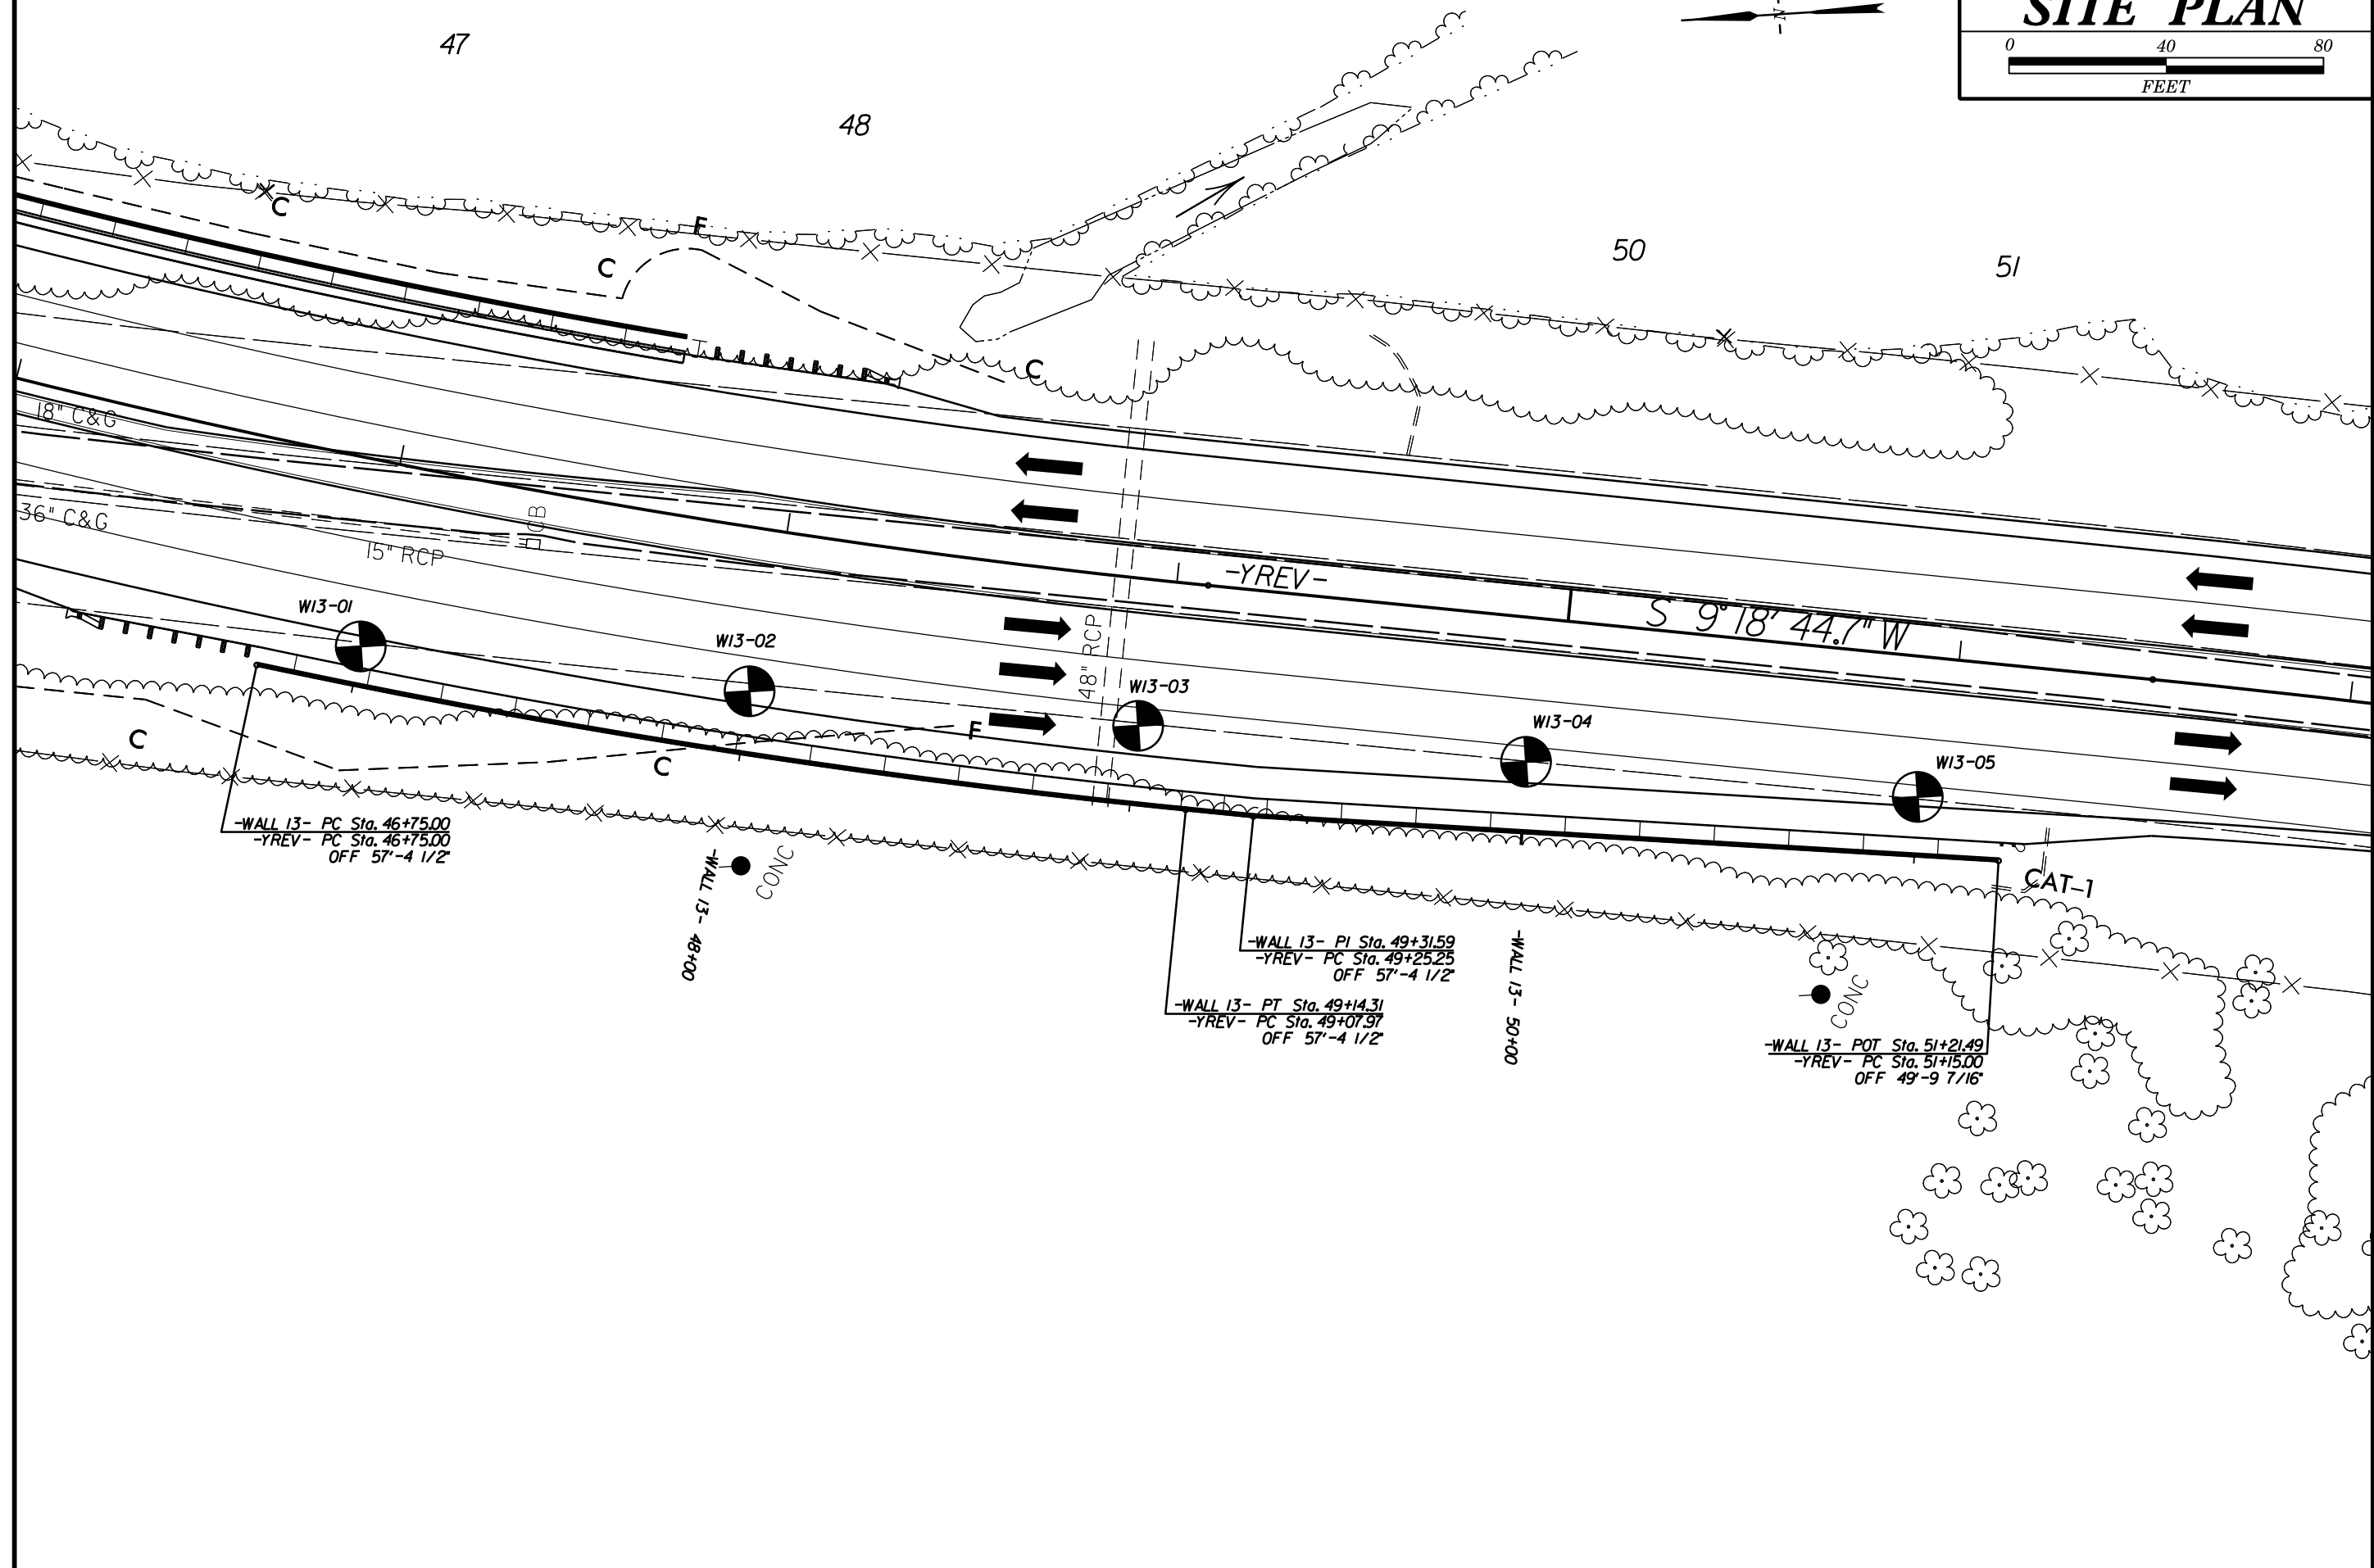 SITE PLAN
0 40 80
FEET
-N-
47
48
50
51
C
F
C
C
18" C&G
36" C&G
15" RCP
CB
-YREV-
S 9°18' 44.7" W
48" RCP
W13-01
W13-02
W13-03
W13-04
W13-05
C
C
F
-WALL 13- PC Sta. 46+75.00
-YREV- PC Sta. 46+75.00
OFF 57'-4 1/2"
-WALL 13- 48+00
CONC
-WALL 13- PI Sta. 49+31.59
-YREV- PC Sta. 49+25.25
OFF 57'-4 1/2"
-WALL 13- PT Sta. 49+14.31
-YREV- PC Sta. 49+07.97
OFF 57'-4 1/2"
-WALL 13- 50+00
CONC
CAT-1
-WALL 13- POT Sta. 51+21.49
-YREV- PC Sta. 51+15.00
OFF 49'-9 7/16"